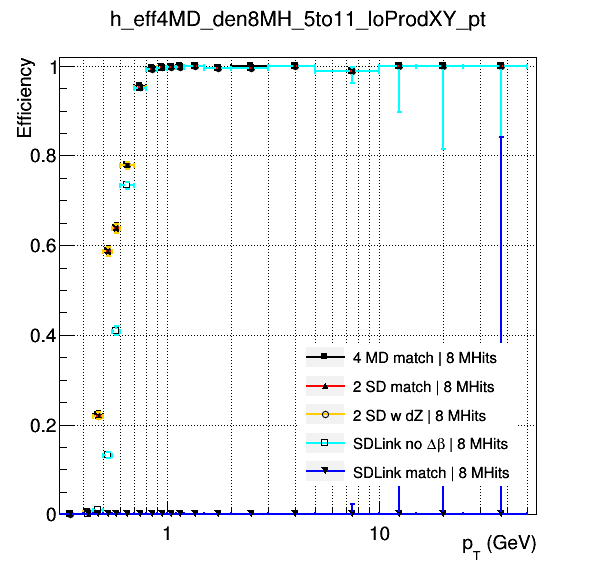 h_eff4MD_den8MH_5to11_loProdXY_pt
Efficiency
1
0.8
0.6
0.4
0.2
0
4 MD match | 8 MHits
2 SD match | 8 MHits
2 SD w dZ | 8 MHits
SDLink no Δβ | 8 MHits
SDLink match | 8 MHits
1
10
p_T (GeV)